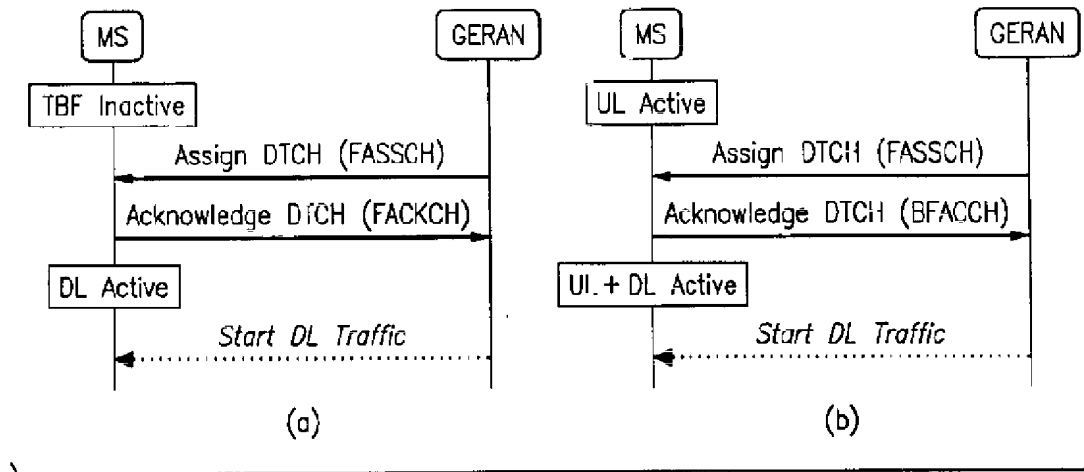 MS GERAN MS GERAN
TBF Inactive UL Active
Assign DTCH (FASSCH) Assign DTCH (FASSCH)
Acknowledge DTCH (FACKCH) Acknowledge DTCH (BFACCH)
DL Active UL + DL Active
Start DL Traffic Start DL Traffic
(a) (b)